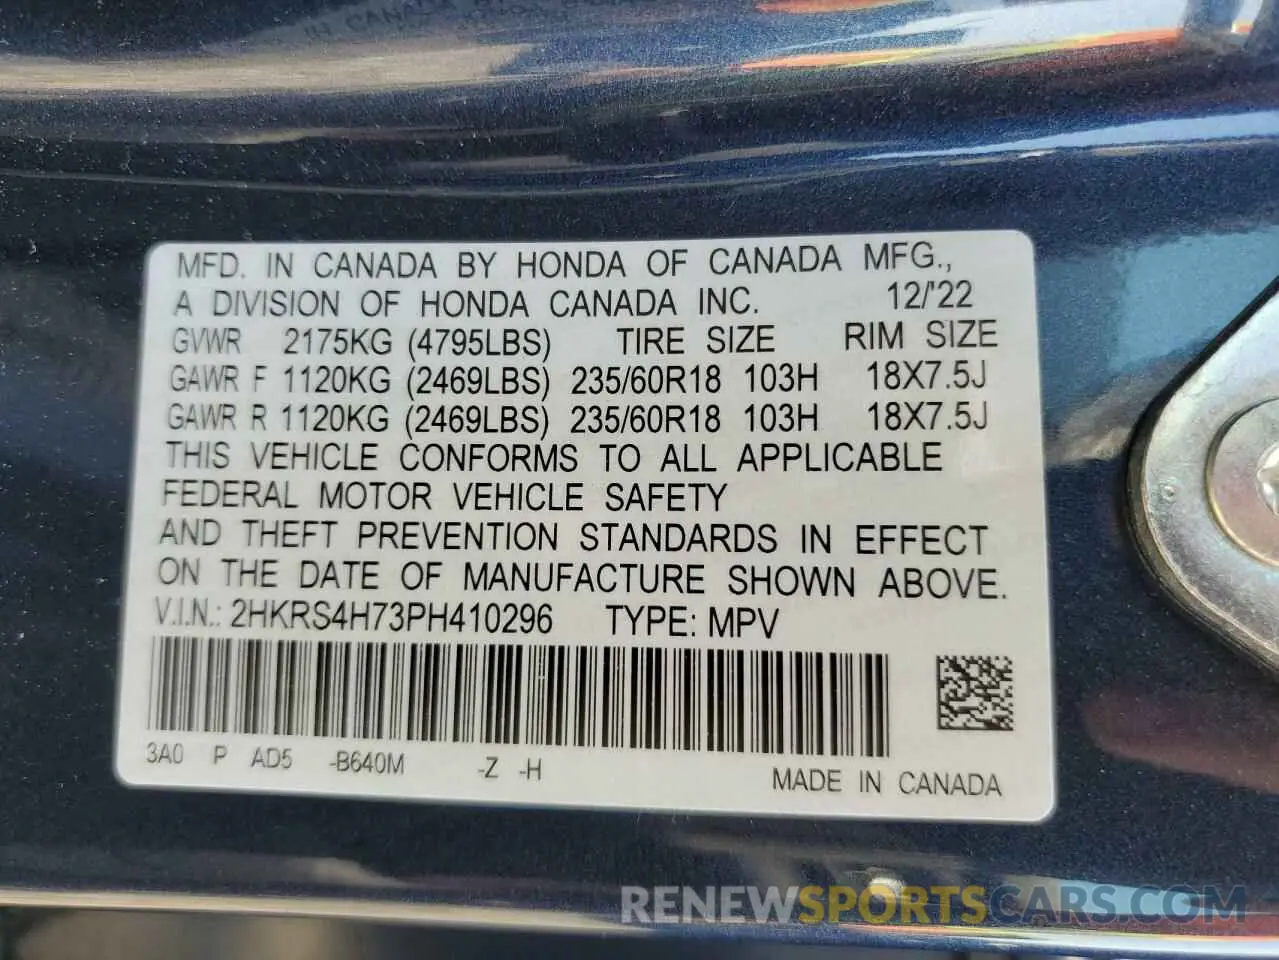 MFD. IN CANADA BY HONDA OF CANADA MFG.,
A DIVISION OF HONDA CANADA INC. 12/'22
GVWR 2175KG (4795LBS) TIRE SIZE RIM SIZE
GAWR F 1120KG (2469LBS) 235/60R18 103H 18X7.5J
GAWR R 1120KG (2469LBS) 235/60R18 103H 18X7.5J
THIS VEHICLE CONFORMS TO ALL APPLICABLE
FEDERAL MOTOR VEHICLE SAFETY
AND THEFT PREVENTION STANDARDS IN EFFECT
ON THE DATE OF MANUFACTURE SHOWN ABOVE.
V.I.N.: 2HKRS4H73PH410296 TYPE: MPV
3A0 P AD5 -B640M -Z -H
MADE IN CANADA
RENEWSPORTSCARS.COM